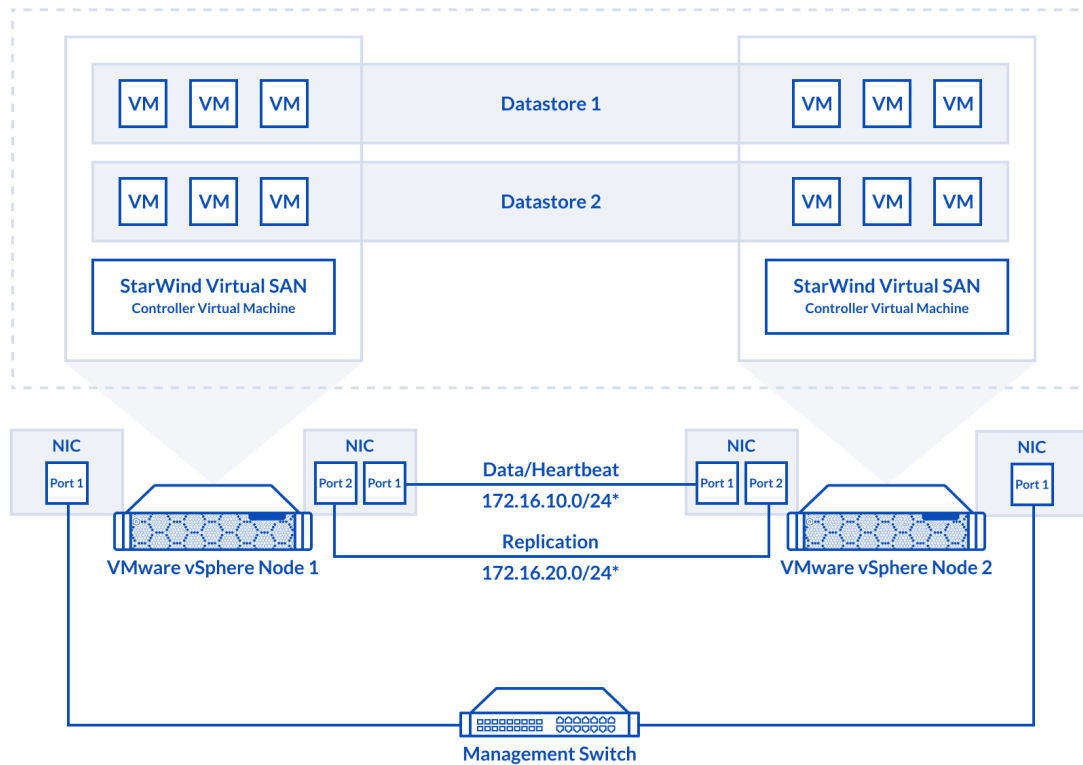 VM VM VM Datastore 1 VM VM VM
VM VM VM Datastore 2 VM VM VM
StarWind Virtual SAN
Controller Virtual Machine
StarWind Virtual SAN
Controller Virtual Machine
NIC
Port 1
NIC
Port 2 Port 1
Data/Heartbeat
172.16.10.0/24*
Replication
172.16.20.0/24*
NIC
Port 1 Port 2
NIC
Port 1
VMware vSphere Node 1
VMware vSphere Node 2
Management Switch